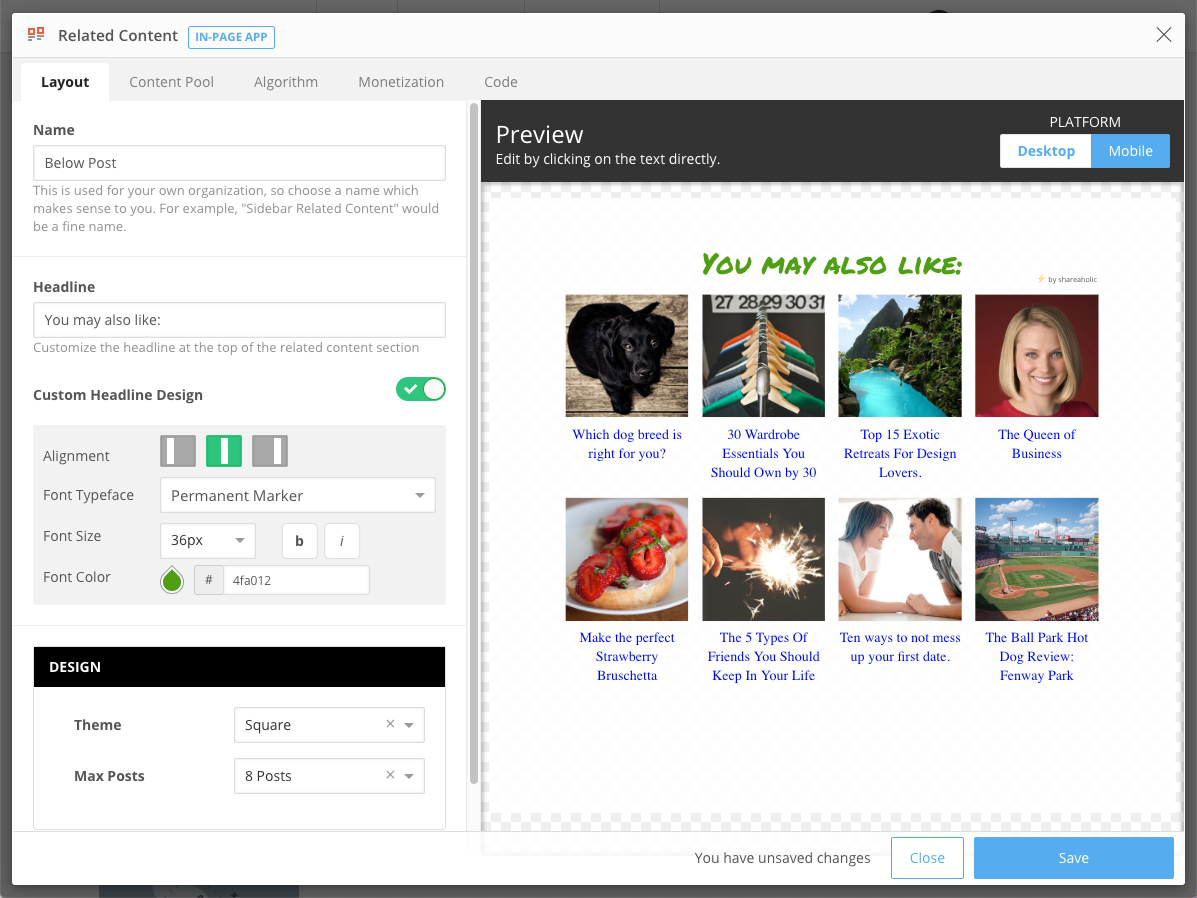 Related Content IN-PAGE APP
Layout Content Pool Algorithm Monetization Code
Name
Below Post
This is used for your own organization, so choose a name which
makes sense to you. For example, "Sidebar Related Content" would
be a fine name.
Headline
You may also like:
Customize the headline at the top of the related content section
Custom Headline Design
Alignment
Font Typeface Permanent Marker
Font Size 36px b i
Font Color # 4fa012
DESIGN
Theme Square
Max Posts 8 Posts
Preview
Edit by clicking on the text directly.
PLATFORM
Desktop Mobile
You may also like:
by shareaholic
27 28 29 30 31
Which dog breed is
right for you?
30 Wardrobe
Essentials You
Should Own by 30
Top 15 Exotic
Retreats For Design
Lovers.
The Queen of
Business
Make the perfect
Strawberry
Bruschetta
The 5 Types Of
Friends You Should
Keep In Your Life
Ten ways to not mess
up your first date.
The Ball Park Hot
Dog Review:
Fenway Park
You have unsaved changes Close Save